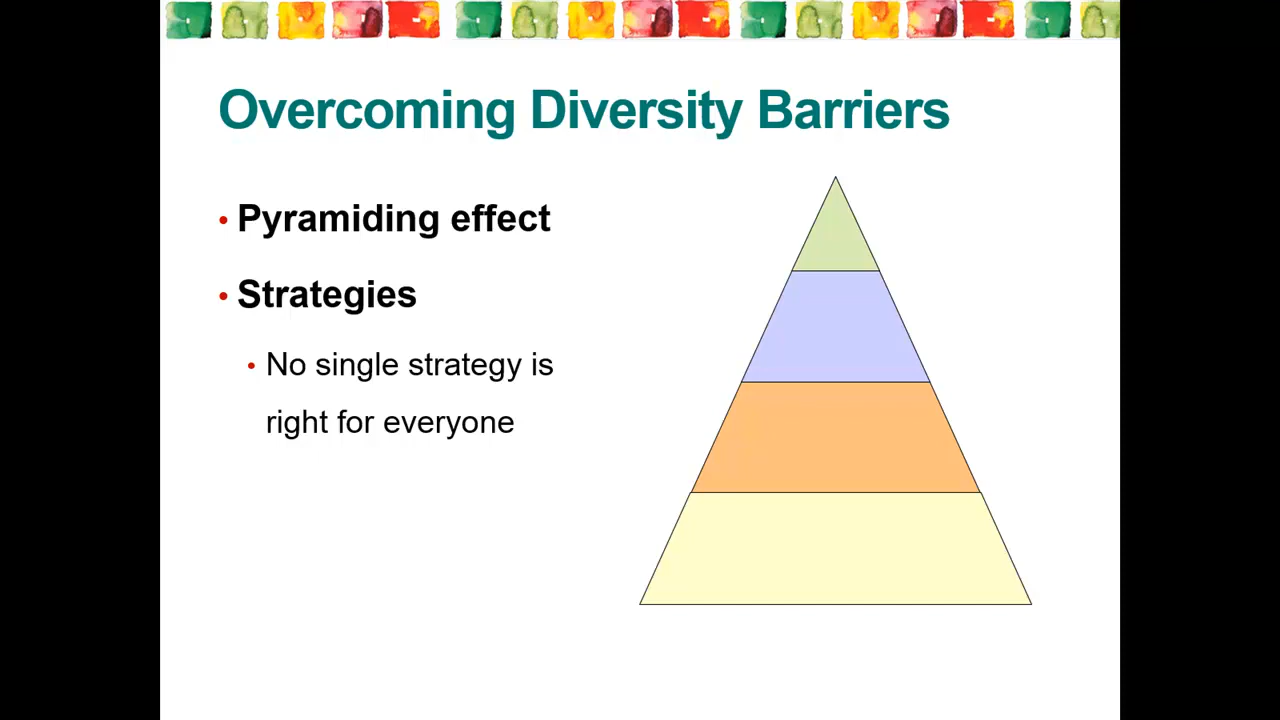 Overcoming Diversity Barriers
• Pyramiding effect
• Strategies
• No single strategy is
right for everyone